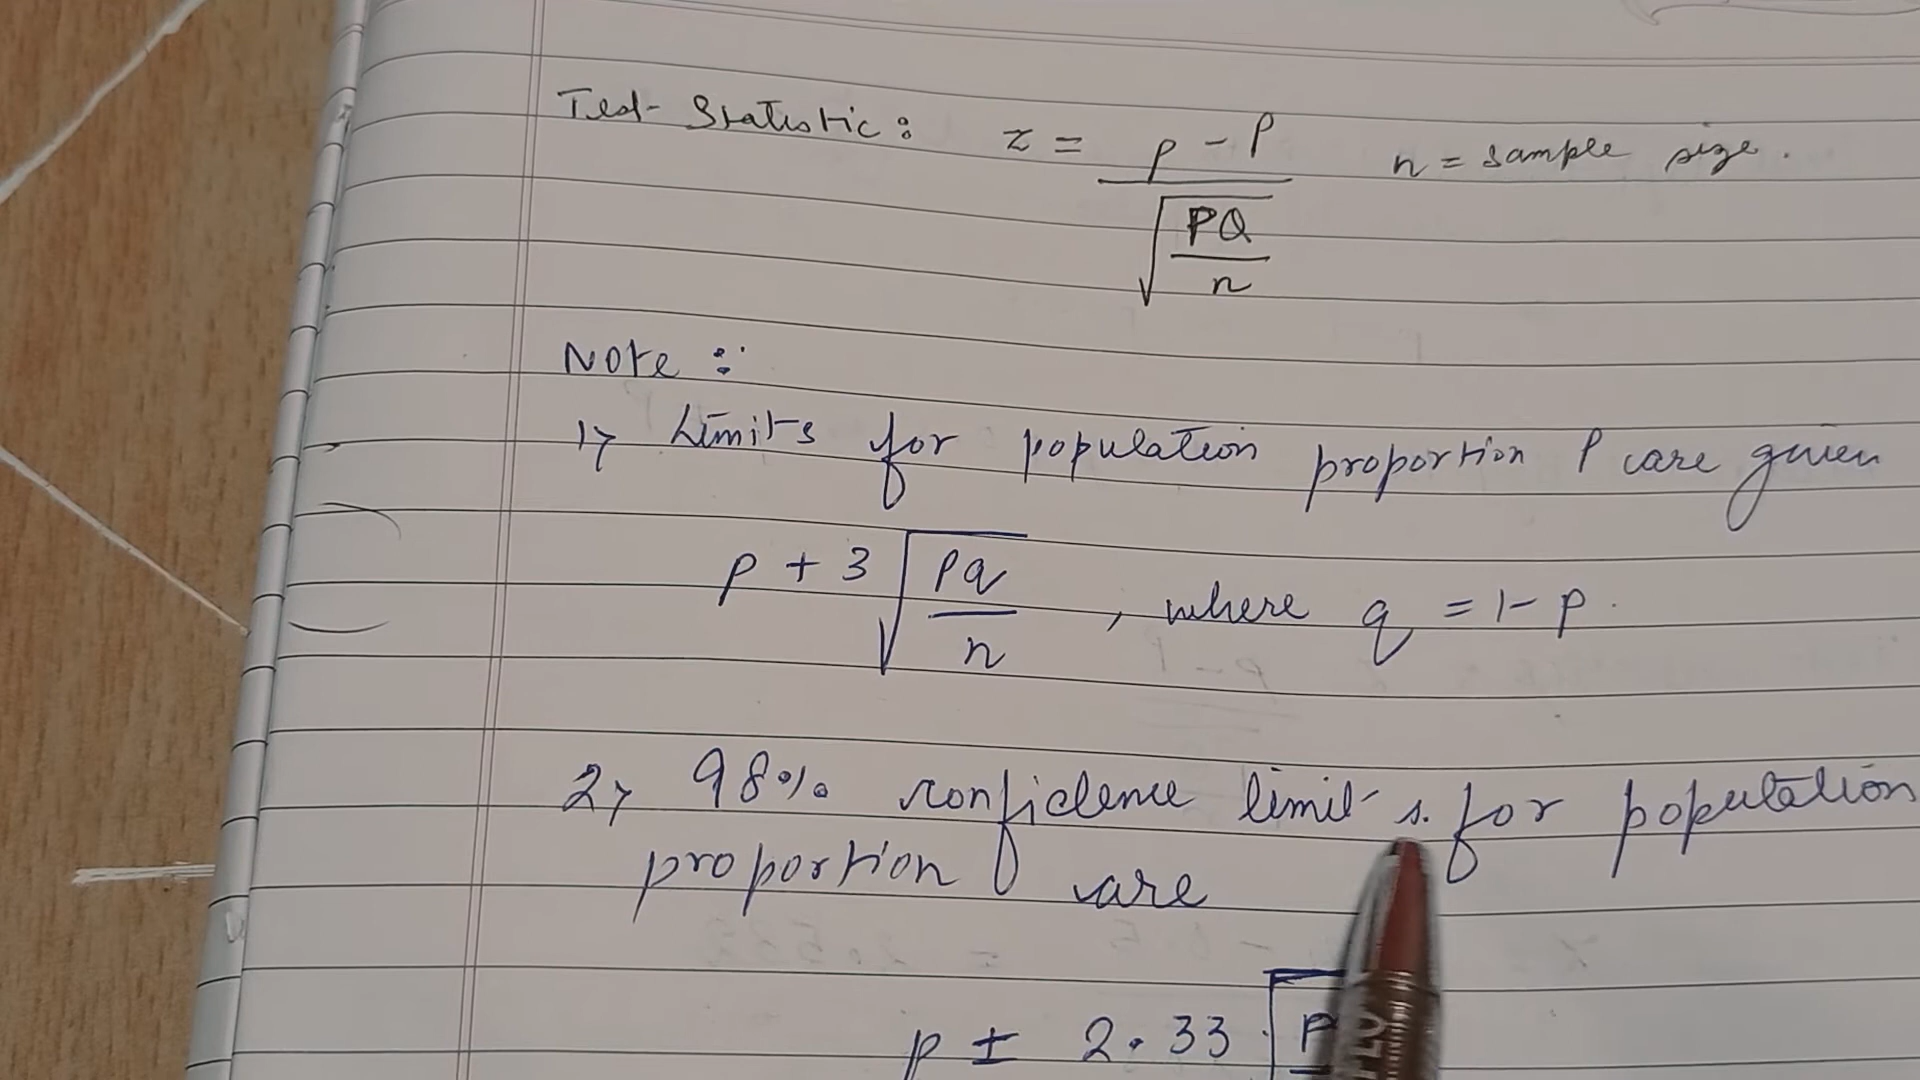 Test Statistic: z = p - P / √(PQ/n) n = sample size.
Note :
1> Limits for population proportion P are given
p + 3 √(pq/n) , where q = 1 - p.
2> 98% confidence limits. for population
proportion are
p ± 2.33 √P